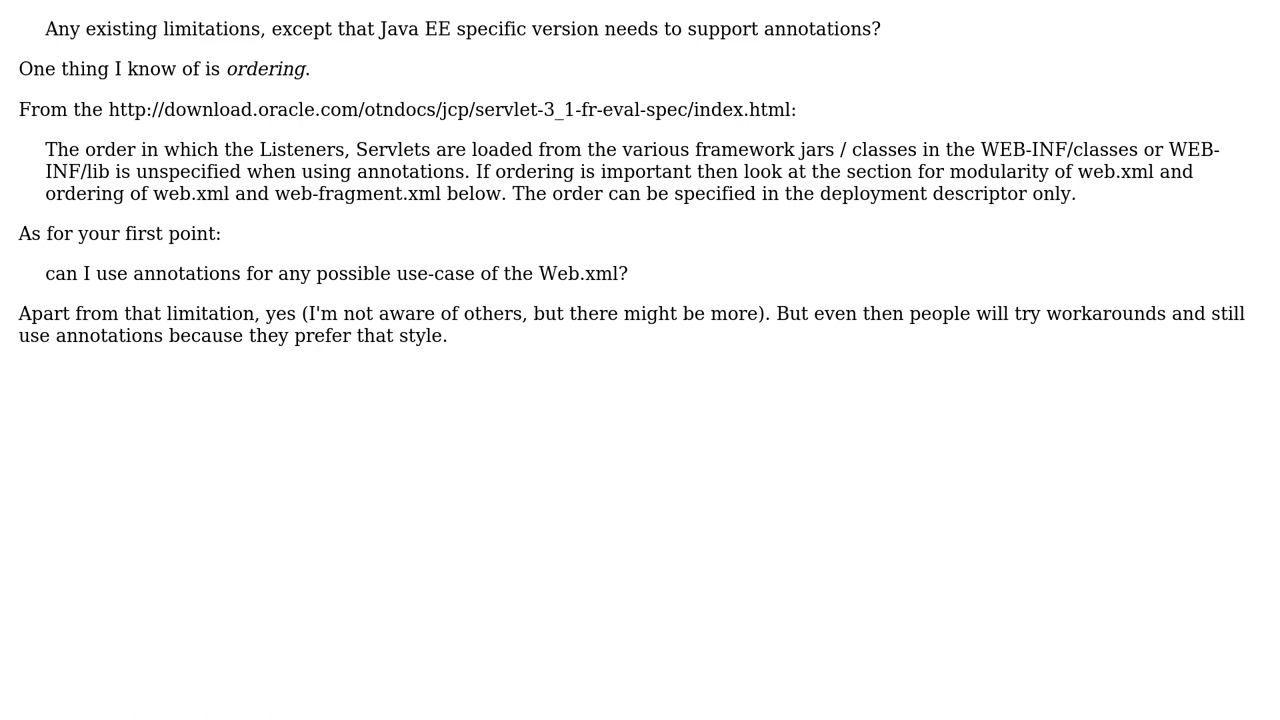 Any existing limitations, except that Java EE specific version needs to support annotations?
One thing I know of is ordering.
From the http://download.oracle.com/otndocs/jcp/servlet-3_1-fr-eval-spec/index.html:
The order in which the Listeners, Servlets are loaded from the various framework jars / classes in the WEB-INF/classes or WEB-
INF/lib is unspecified when using annotations. If ordering is important then look at the section for modularity of web.xml and
ordering of web.xml and web-fragment.xml below. The order can be specified in the deployment descriptor only.
As for your first point:
can I use annotations for any possible use-case of the Web.xml?
Apart from that limitation, yes (I'm not aware of others, but there might be more). But even then people will try workarounds and still
use annotations because they prefer that style.